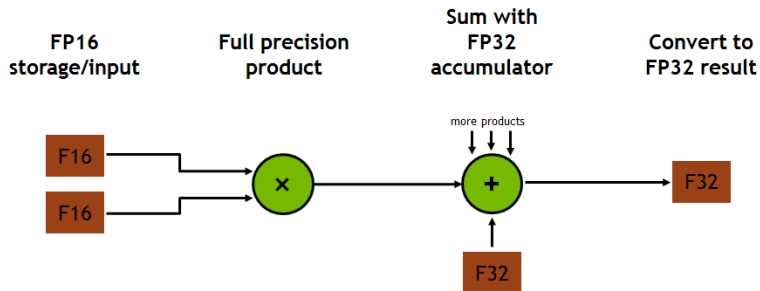 FP16
storage/input
Full precision
product
Sum with
FP32
accumulator
Convert to
FP32 result
more products
F16
F16
×
+
F32
F32